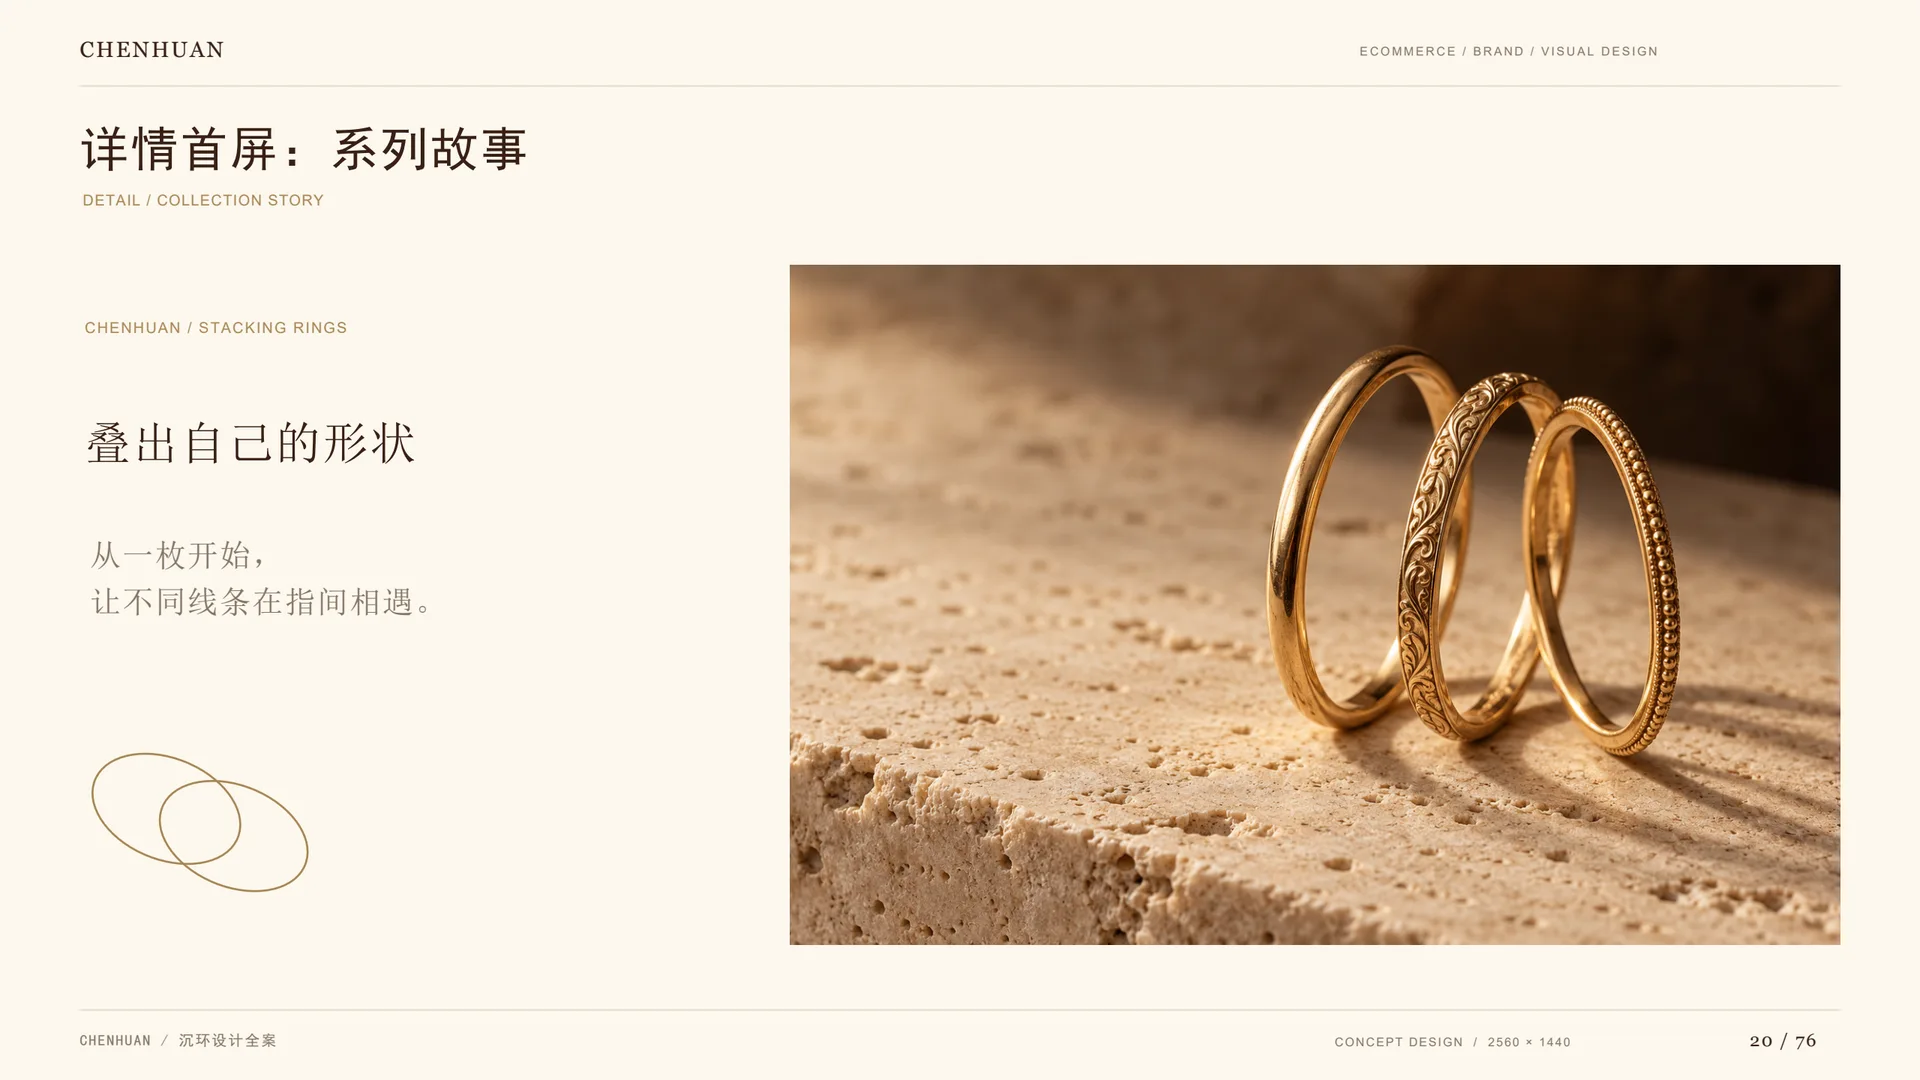 CHENHUAN
ECOMMERCE / BRAND / VISUAL DESIGN
详情首屏：系列故事
DETAIL / COLLECTION STORY
CHENHUAN / STACKING RINGS
叠出自己的形状
从一枚开始，
让不同线条在指间相遇。
CHENHUAN / 沉环设计全案
CONCEPT DESIGN / 2560 × 1440
20 / 76